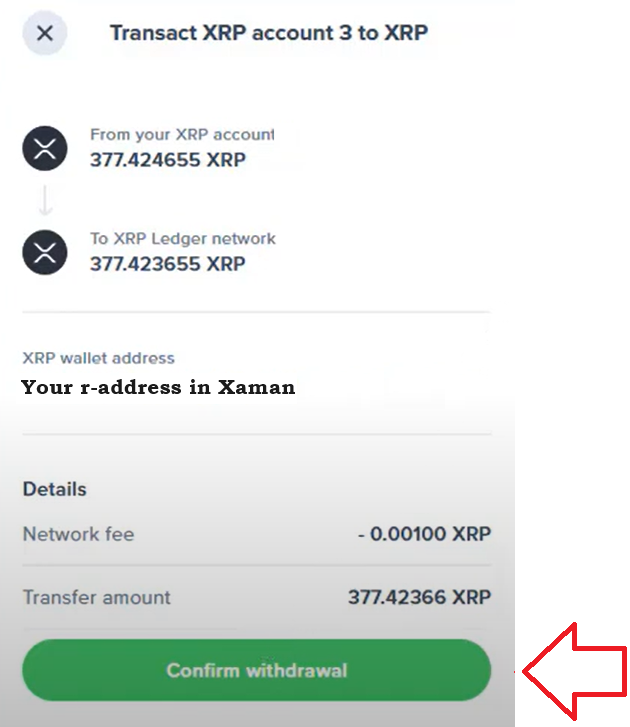 Transact XRP account 3 to XRP
From your XRP account
377.424655 XRP
To XRP Ledger network
377.423655 XRP
XRP wallet address
Your r-address in Xaman
Details
Network fee - 0.00100 XRP
Transfer amount 377.42366 XRP
Confirm withdrawal